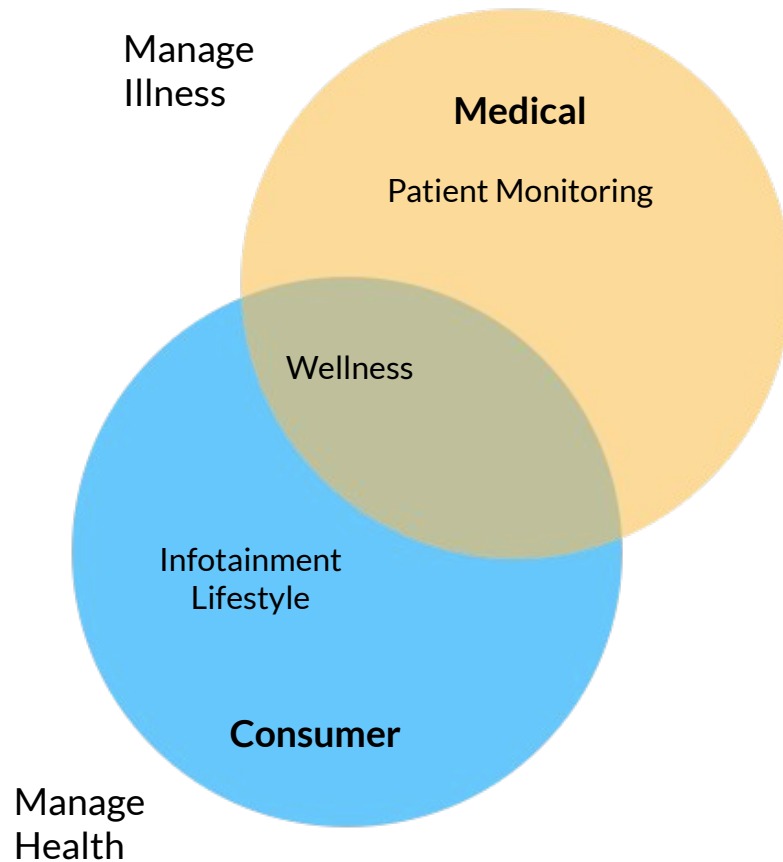 Manage
Illness
Medical
Patient Monitoring
Wellness
Infotainment
Lifestyle
Consumer
Manage
Health